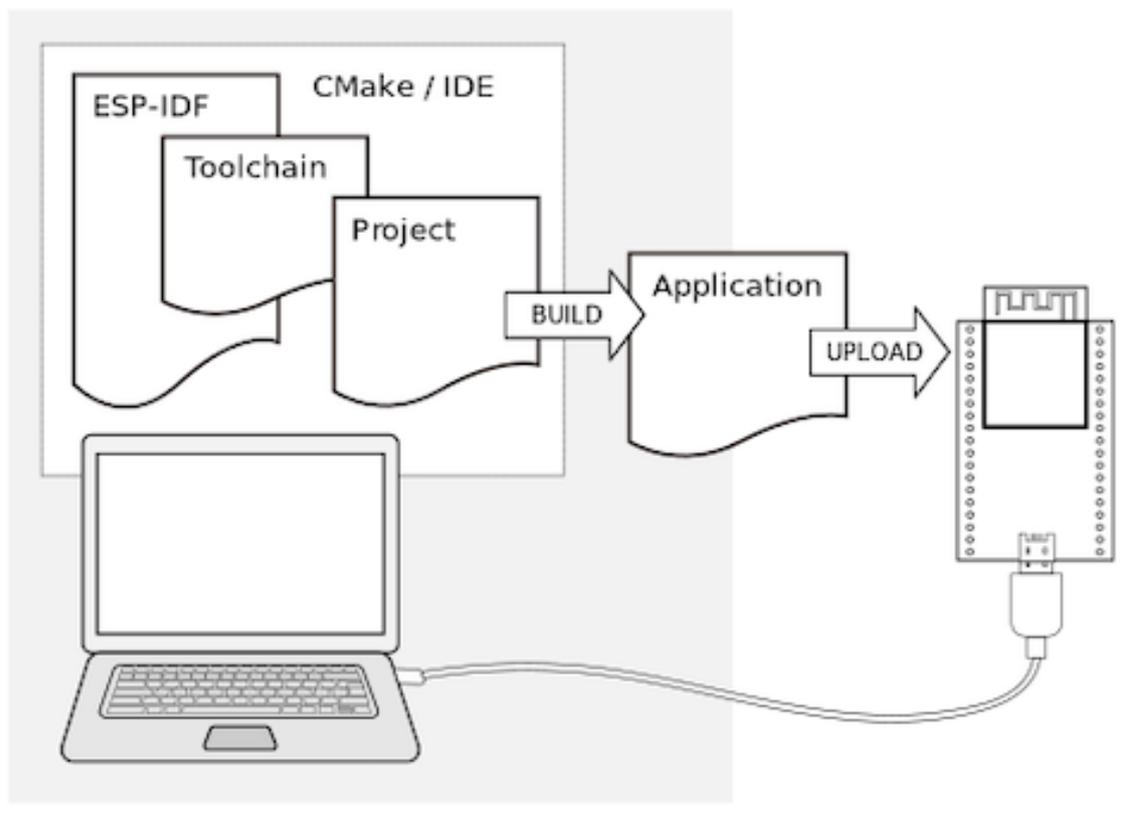 CMake / IDE
ESP-IDF
Toolchain
Project
BUILD
Application
UPLOAD